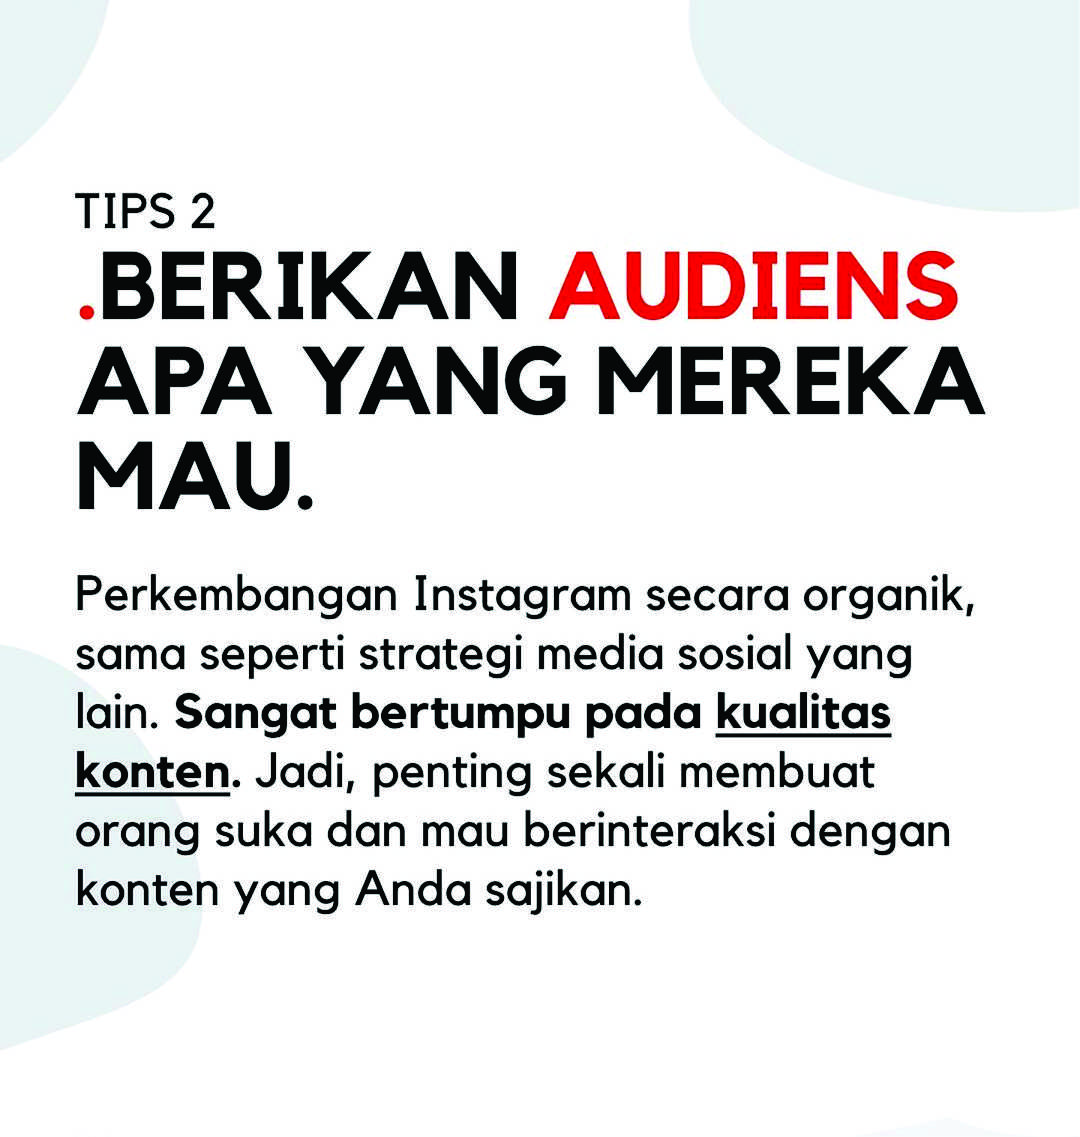 TIPS 2
.BERIKAN AUDIENS
APA YANG MEREKA
MAU.
Perkembangan Instagram secara organik,
sama seperti strategi media sosial yang
lain. Sangat bertumpu pada kualitas
konten. Jadi, penting sekali membuat
orang suka dan mau berinteraksi dengan
konten yang Anda sajikan.